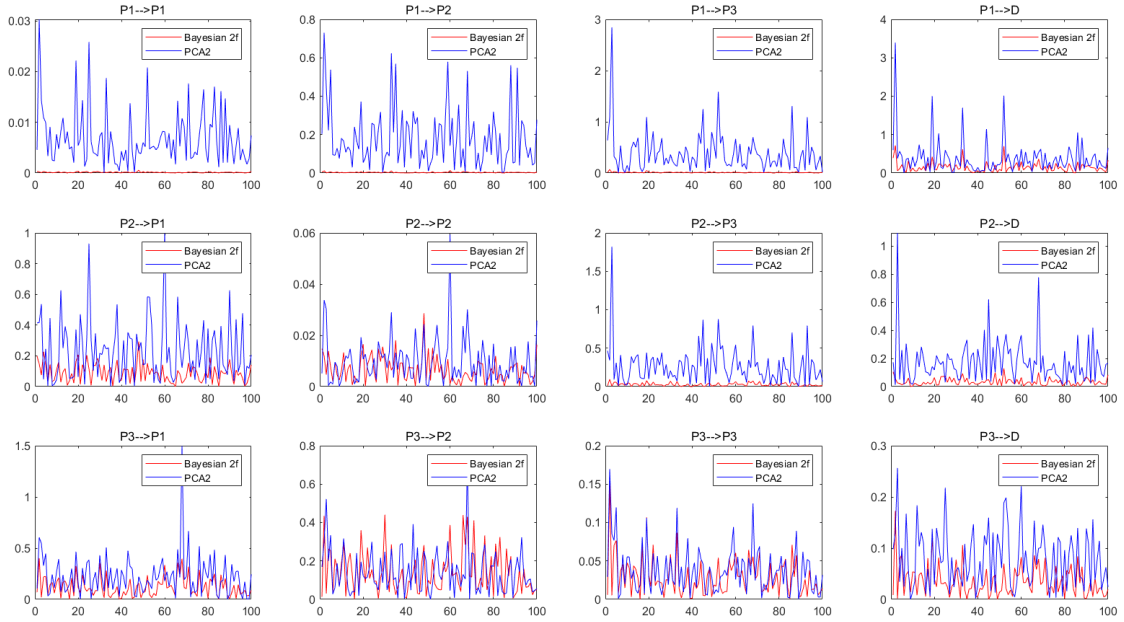 P1-->P1
0.03
0.02
0.01
0
0 20 40 60 80 100
Bayesian 2f
PCA2
P1-->P2
0.8
0.6
0.4
0.2
0
0 20 40 60 80 100
Bayesian 2f
PCA2
P1-->P3
3
2
1
0
0 20 40 60 80 100
Bayesian 2f
PCA2
P1-->D
4
3
2
1
0
0 20 40 60 80 100
Bayesian 2f
PCA2
P2-->P1
1
0.8
0.6
0.4
0.2
0
0 20 40 60 80 100
Bayesian 2f
PCA2
P2-->P2
0.06
0.04
0.02
0
0 20 40 60 80 100
Bayesian 2f
PCA2
P2-->P3
2
1.5
1
0.5
0
0 20 40 60 80 100
Bayesian 2f
PCA2
P2-->D
1
0.8
0.6
0.4
0.2
0
0 20 40 60 80 100
Bayesian 2f
PCA2
P3-->P1
1.5
1
0.5
0
0 20 40 60 80 100
Bayesian 2f
PCA2
P3-->P2
0.8
0.6
0.4
0.2
0
0 20 40 60 80 100
Bayesian 2f
PCA2
P3-->P3
0.2
0.15
0.1
0.05
0
0 20 40 60 80 100
Bayesian 2f
PCA2
P3-->D
0.3
0.2
0.1
0
0 20 40 60 80 100
Bayesian 2f
PCA2